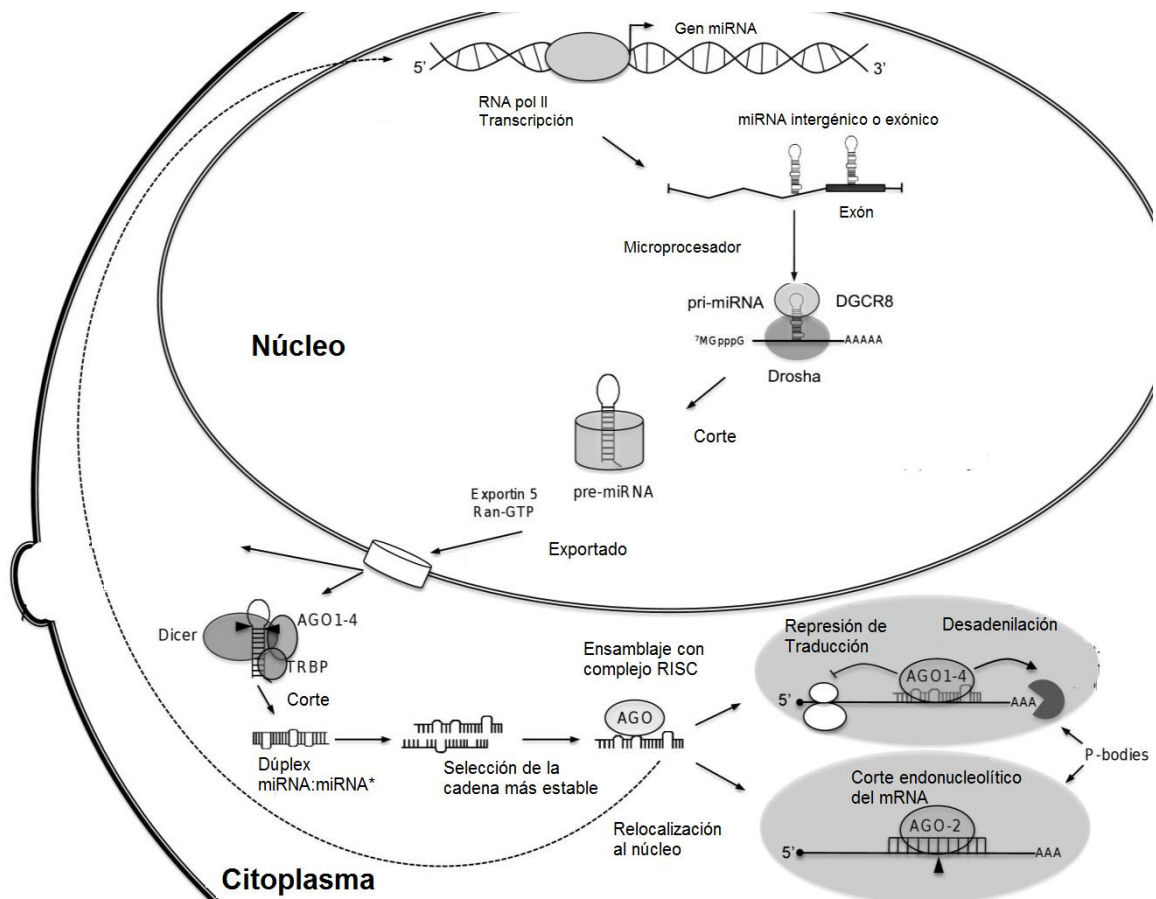 Gen miRNA
5’
3’
RNA pol II
Transcripción
miRNA intergénico o exónico
Exón
Microprocesador
pri-miRNA
DGCR8
⁷MGpppG
AAAAA
Drosha
Núcleo
Corte
pre-miRNA
Exportin 5
Ran-GTP
Exportado
Dicer
AGO1-4
TRBP
Corte
Dúplex
miRNA:miRNA*
Selección de la
cadena más estable
Ensamblaje con
complejo RISC
AGO
Relocalización
al núcleo
Represión de
Traducción
Desadenilación
AGO1-4
5’
AAA
P-bodies
Corte endonucleolítico
del mRNA
AGO-2
5’
AAA
Citoplasma